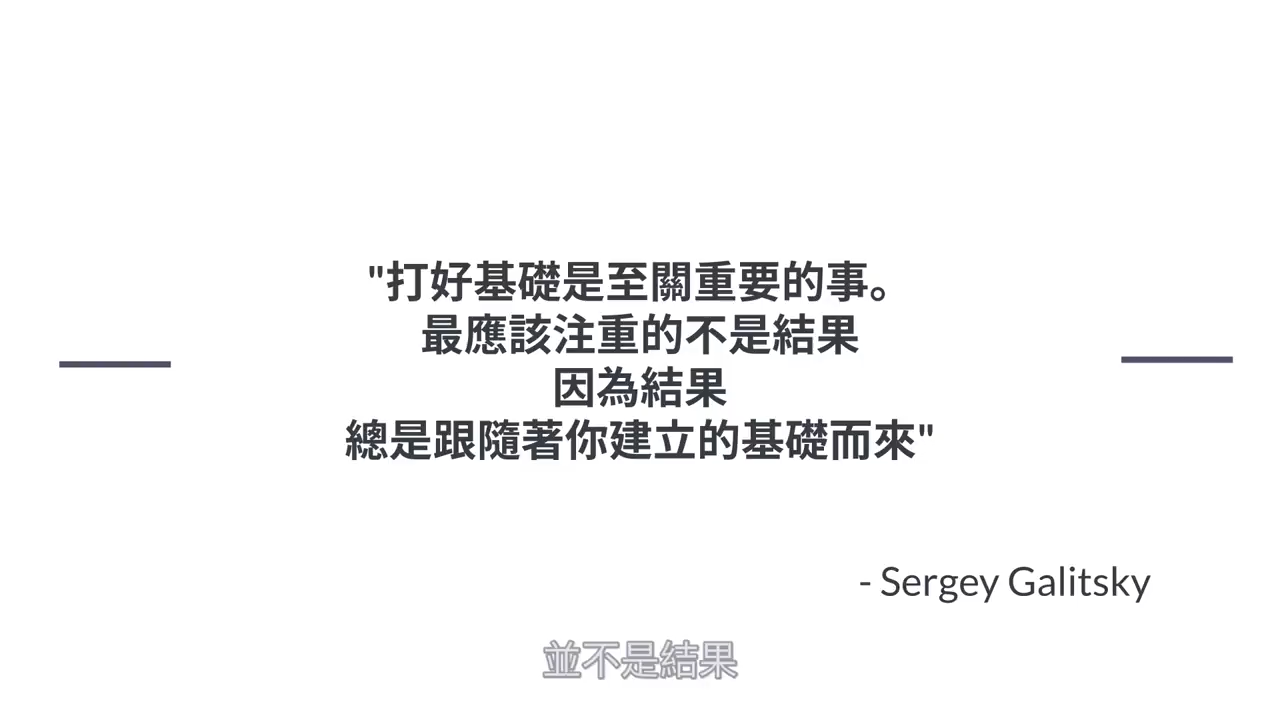 "打好基礎是至關重要的事。
最應該注重的不是結果
因為結果
總是跟隨著你建立的基礎而來"
- Sergey Galitsky
並不是結果